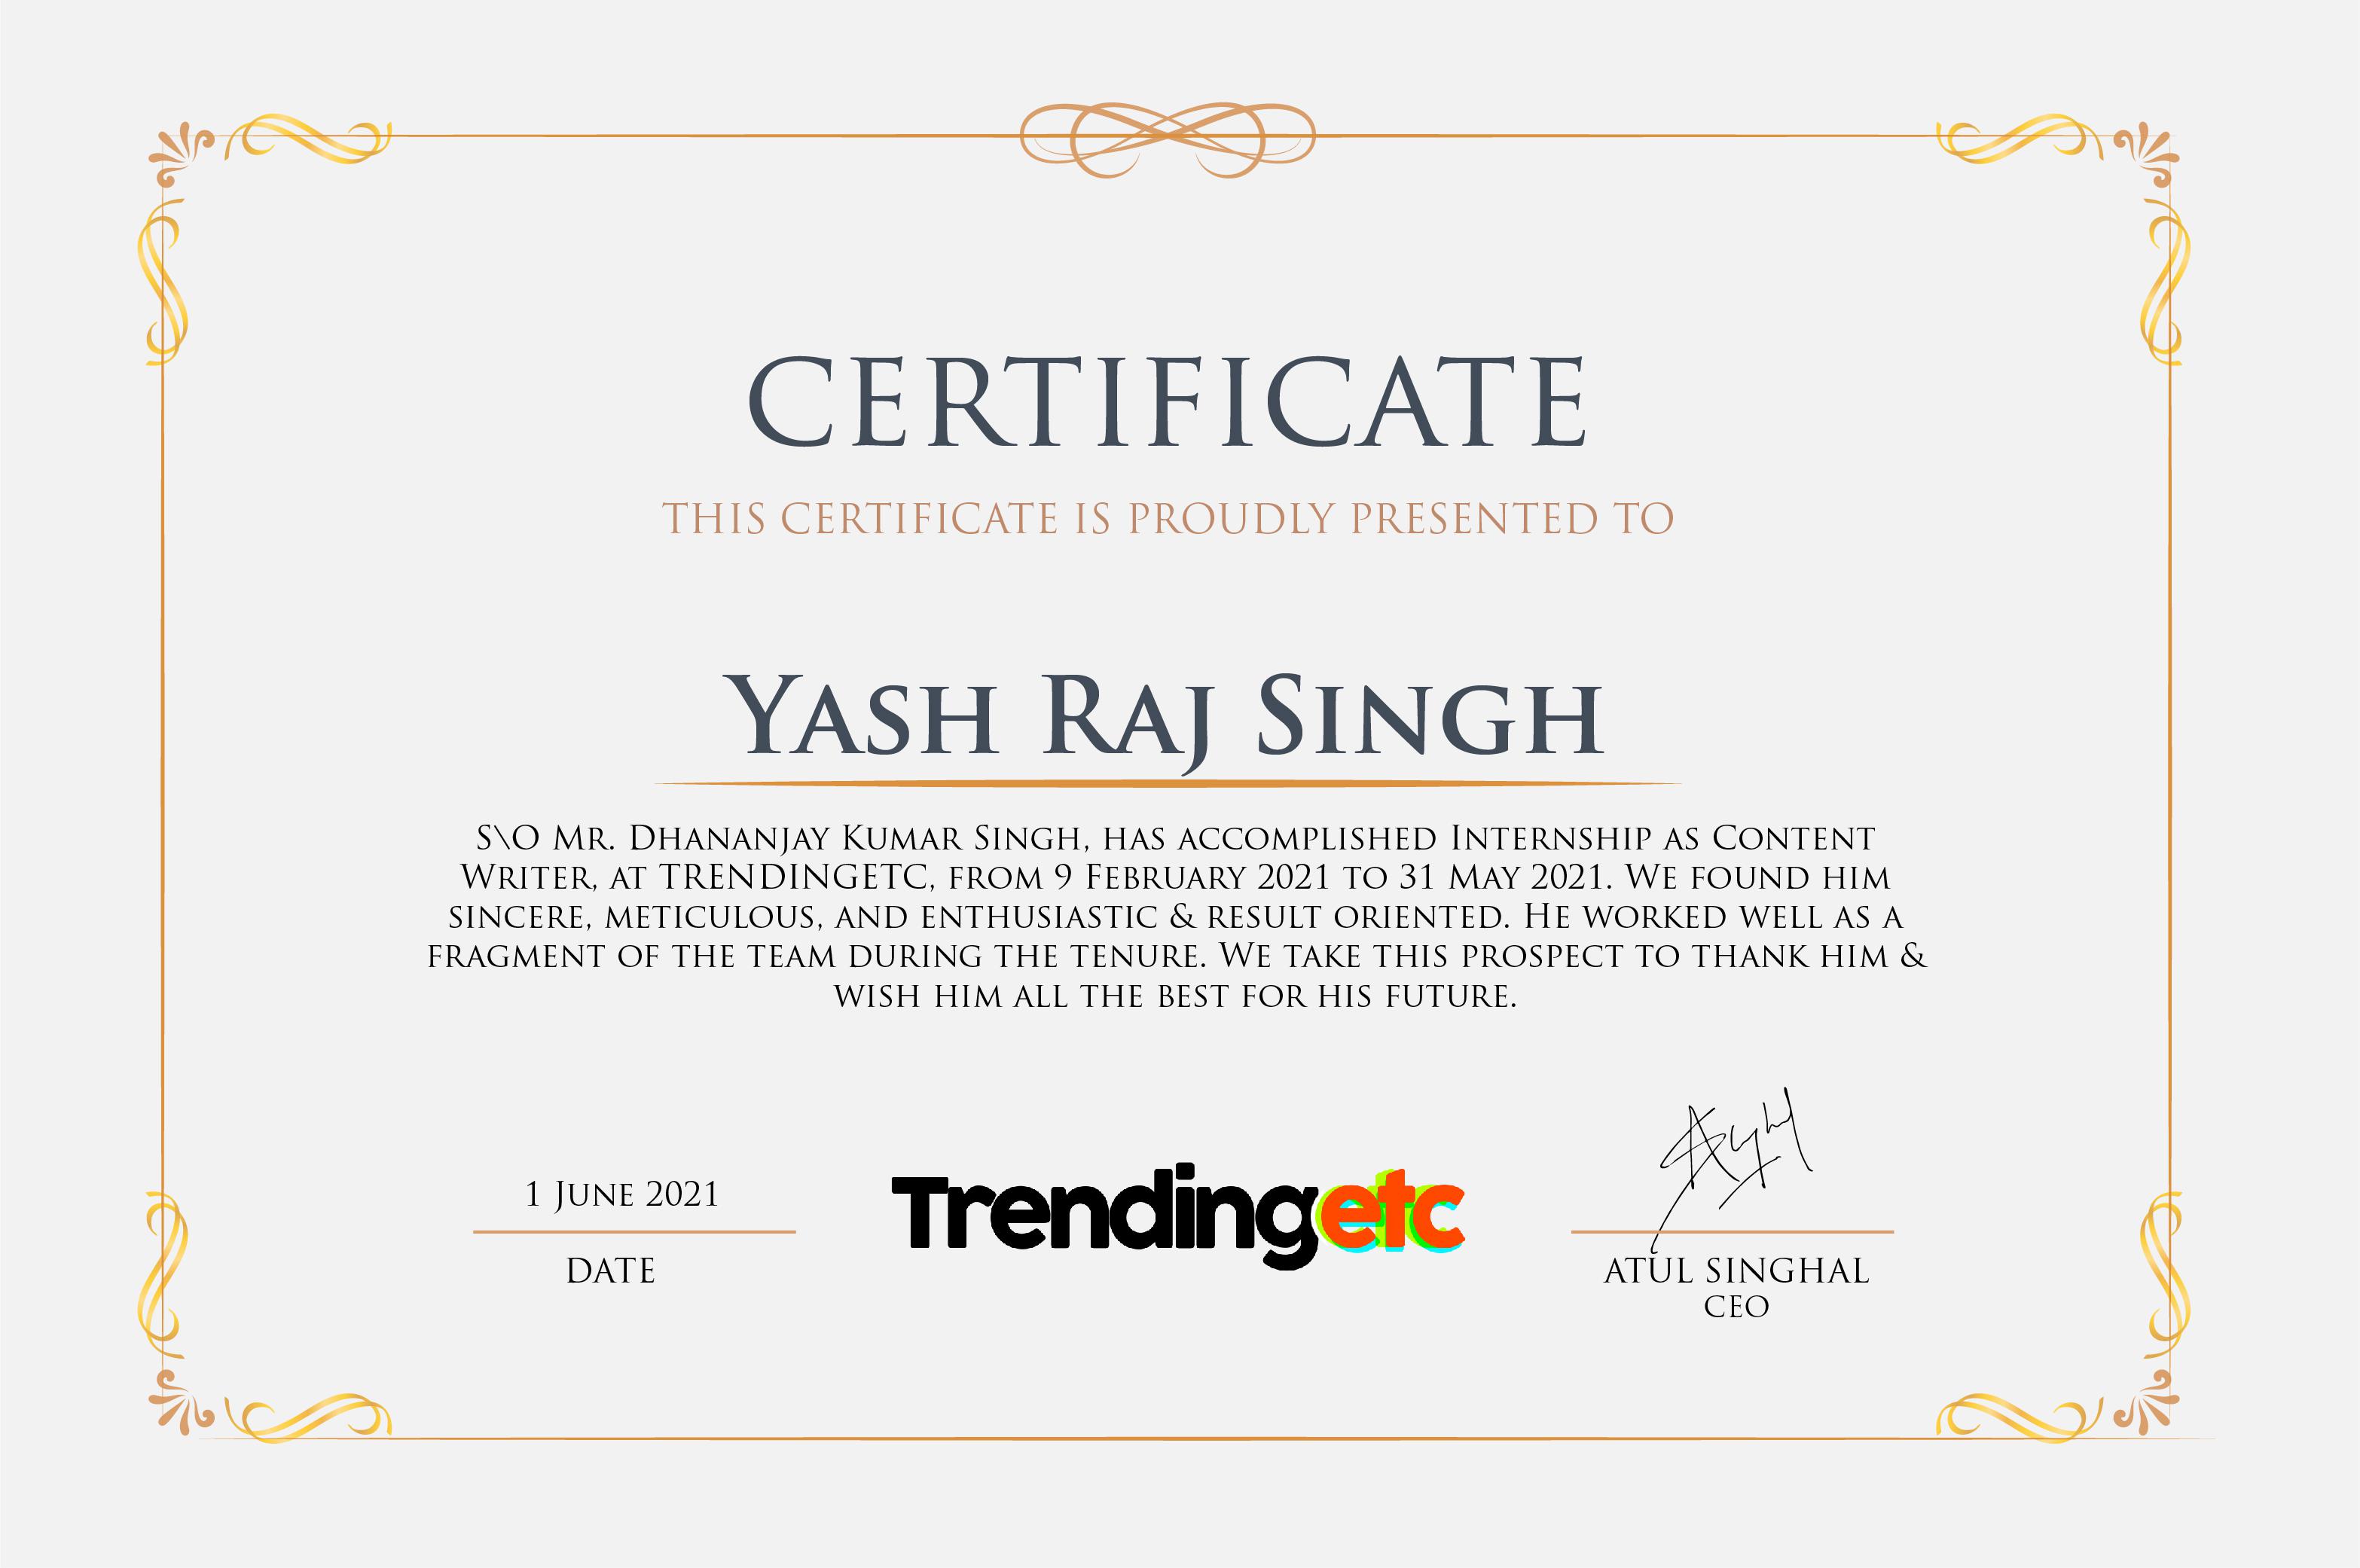 CERTIFICATE
THIS CERTIFICATE IS PROUDLY PRESENTED TO
Yash Raj Singh
S\O Mr. Dhananjay Kumar Singh, has accomplished Internship as Content
Writer, at TRENDINGETC, from 9 February 2021 to 31 May 2021. We found him
sincere, meticulous, and enthusiastic & result oriented. He worked well as a
fragment of the team during the tenure. We take this prospect to thank him &
wish him all the best for his future.
1 June 2021
DATE
Trendingetc
ATUL SINGHAL
CEO